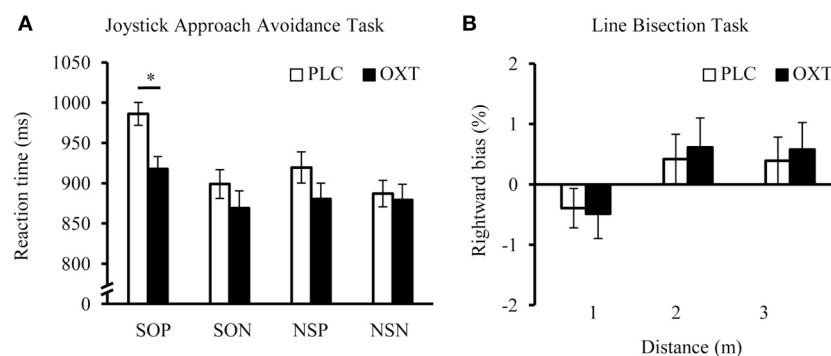 A Joystick Approach Avoidance Task
PLC OXT
*
Reaction time (ms)
1050
1000
950
900
850
800
0
SOP SON NSP NSN
B Line Bisection Task
PLC OXT
Rightward bias (%)
2
1
0
-1
-2
1 2 3
Distance (m)